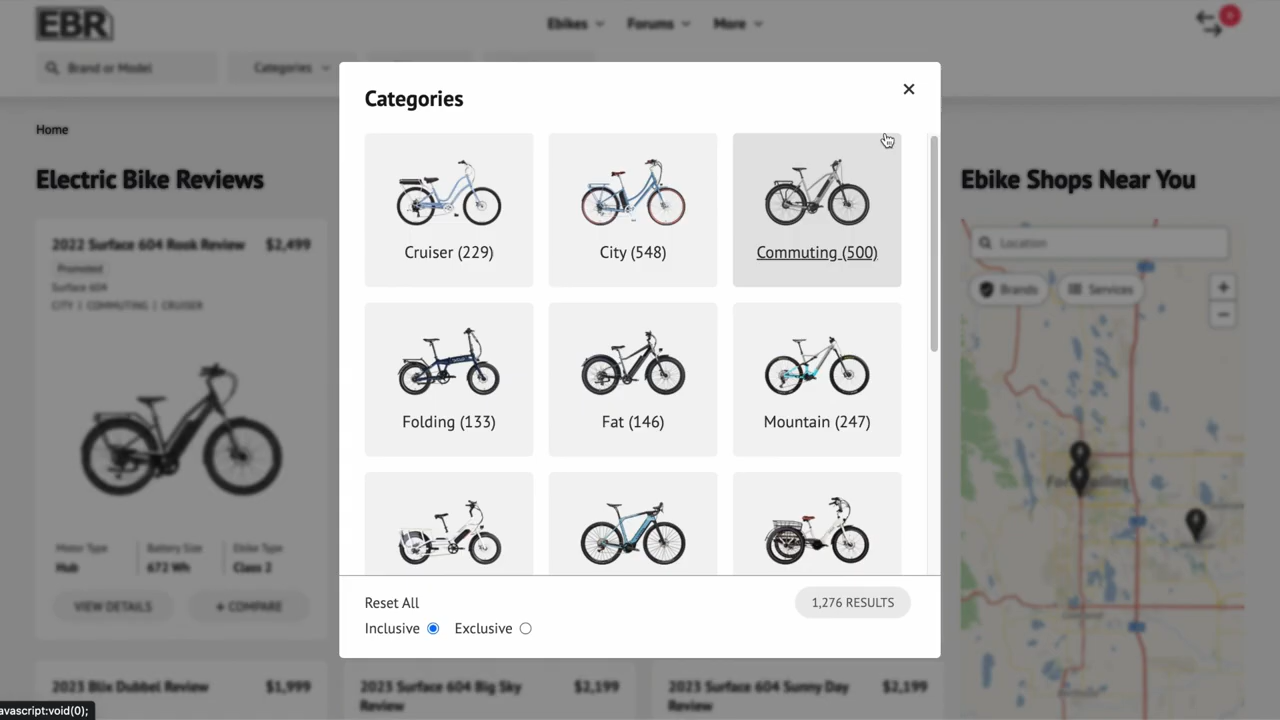 EBR
Ebikes
Forums
More
Brand or Model
Categories
Home
Electric Bike Reviews
Ebike Shops Near You
2022 Surface 604 Rook Review $2,499
Promoted
Surface 604
CITY | COMMUTING | CRUISER
Motor Type
Hub
Battery Size
672 Wh
Ebike Type
Class 2
VIEW DETAILS
+ COMPARE
Categories
Cruiser (229)
City (548)
Commuting (500)
Folding (133)
Fat (146)
Mountain (247)
Reset All
1,276 RESULTS
Inclusive
Exclusive
Location
Brands
Services
2023 Blix Dubbel Review $1,999
2023 Surface 604 Big Sky
Review
$2,199
2023 Surface 604 Sunny Day
Review
$2,199
avascript:void(0);